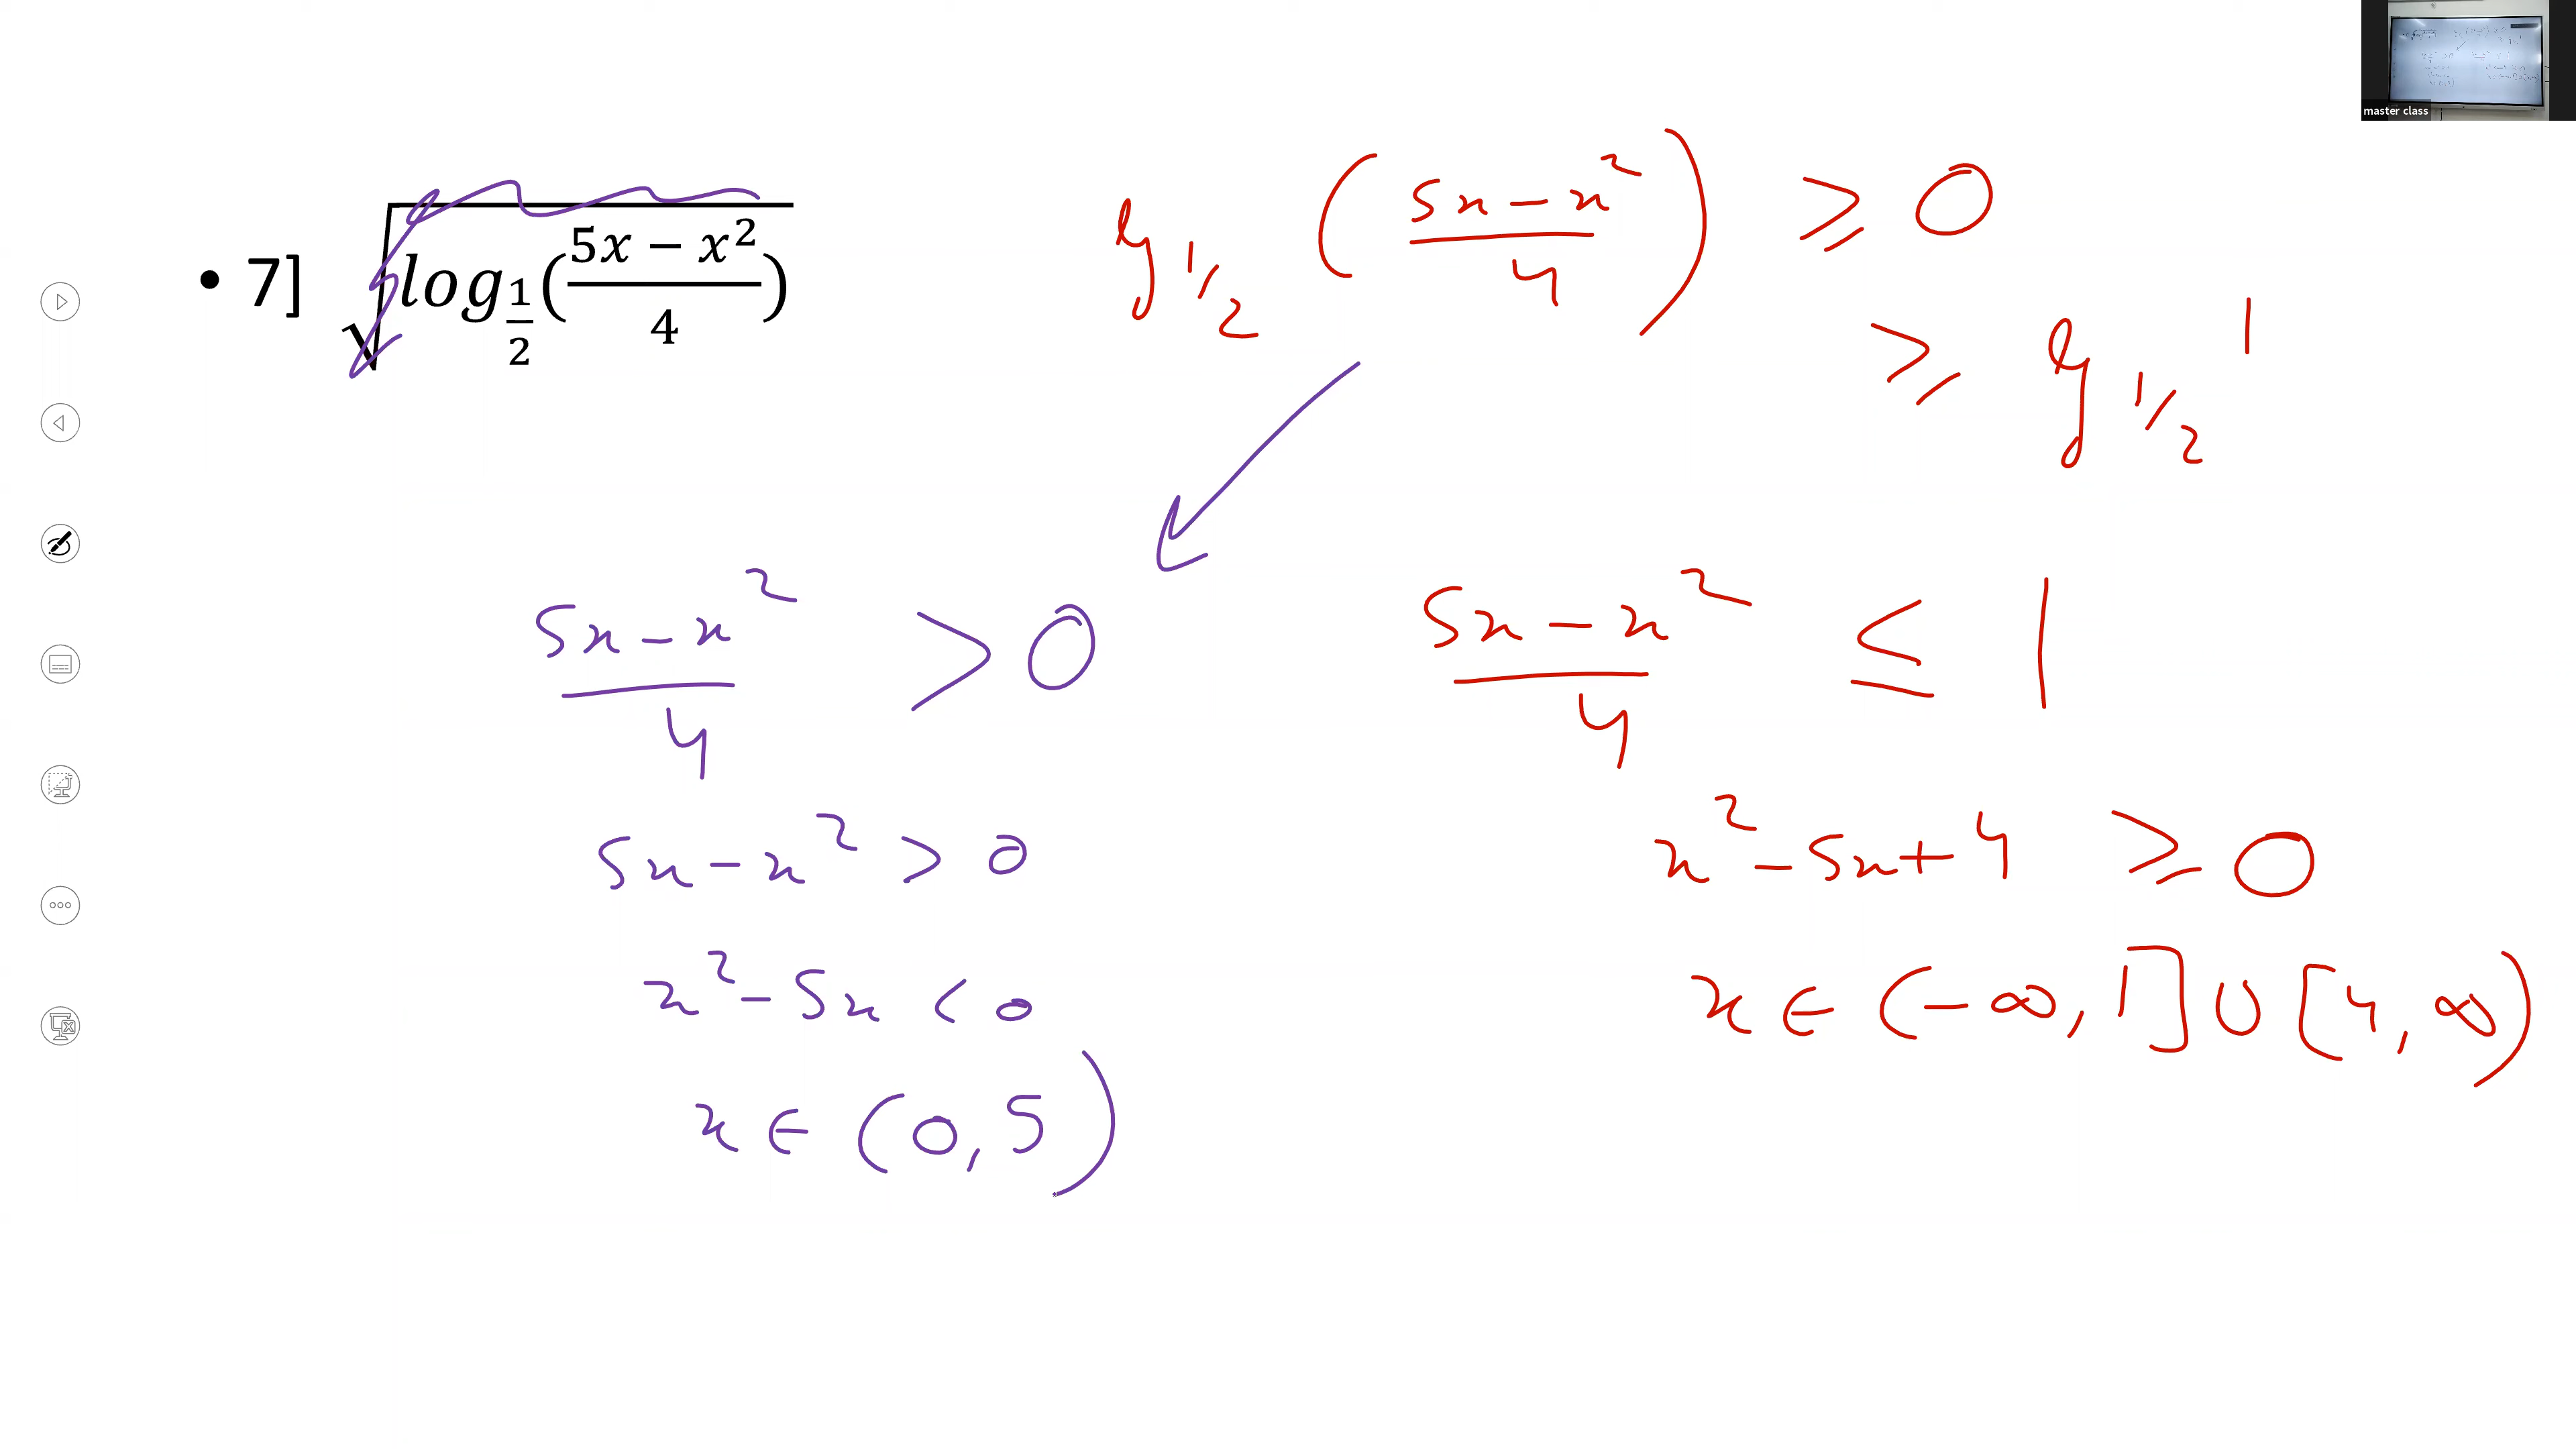 master class
• 7] √(log_{1/2}((5x − x²)/4))
log_{1/2} ((5x − x²)/4) ≥ 0
≥ log_{1/2} 1
(5x − x²)/4 > 0
5x − x² > 0
x² − 5x < 0
x ∈ (0, 5)
(5x − x²)/4 ≤ 1
x² − 5x + 4 ≥ 0
x ∈ (−∞, 1] ∪ [4, ∞)